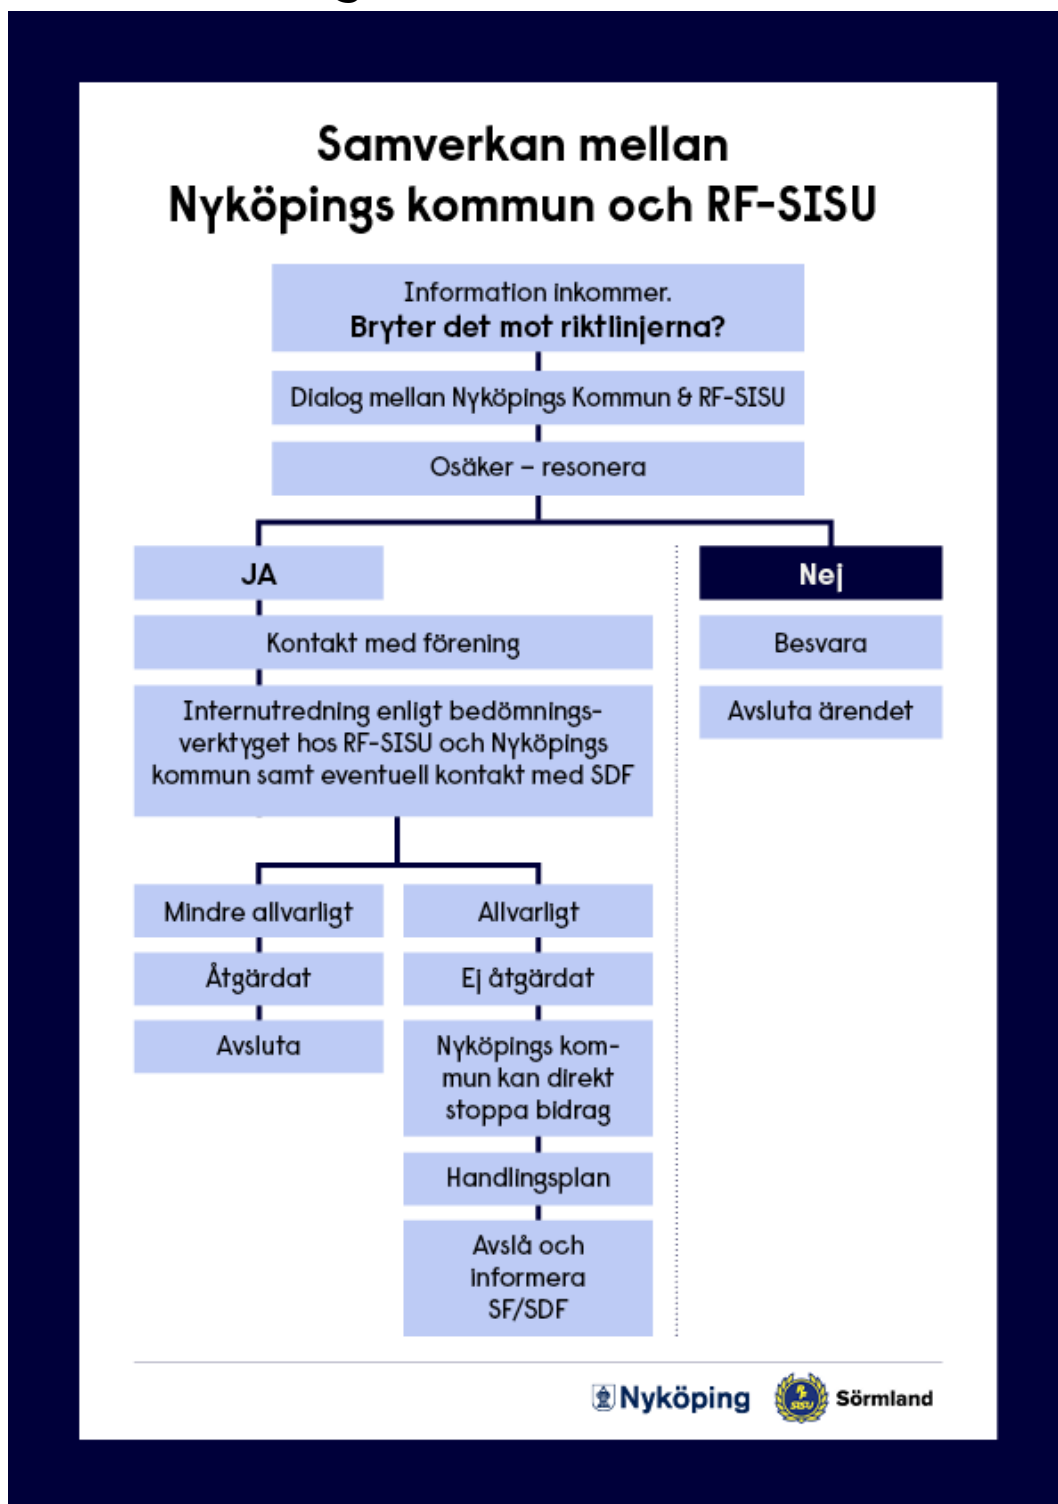 Samverkan mellan
Nyköpings kommun och RF-SISU
Information inkommer.
Bryter det mot riktlinjerna?
Dialog mellan Nyköpings Kommun & RF-SISU
Osäker – resonera
JA
Nej
Kontakt med förening
Besvara
Internutredning enligt bedömnings-
verktyget hos RF-SISU och Nyköpings
kommun samt eventuell kontakt med SDF
Avsluta ärendet
Mindre allvarligt
Åtgärdat
Avsluta
Allvarligt
Ej åtgärdat
Nyköpings kom-
mun kan direkt
stoppa bidrag
Handlingsplan
Avslå och
informera
SF/SDF
Nyköping
RF
SISU
Sörmland